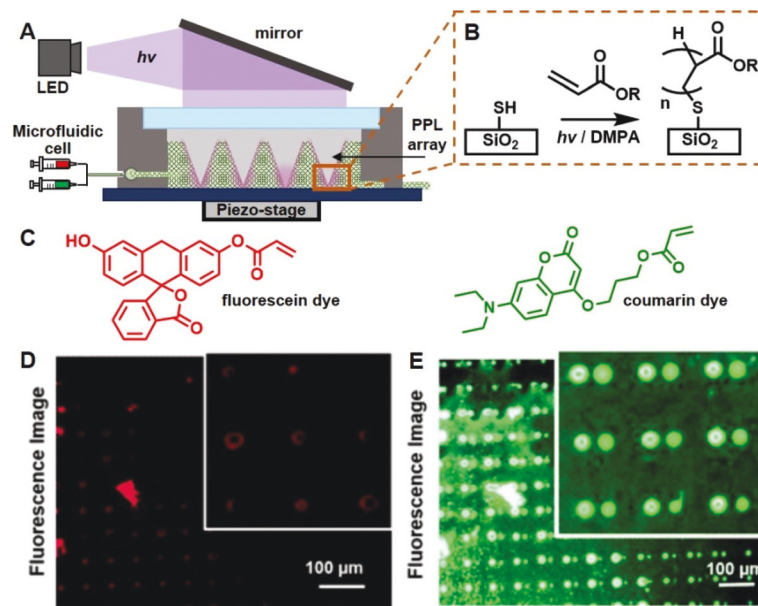 A
LED
hv
mirror
Microfluidic
cell
PPL
array
Piezo-stage
B
SH
SiO2
O
OR
hv / DMPA
H
O
OR
n
S
SiO2
C
HO
O
O
O
O
fluorescein dye
O
O
N
O
O
O
coumarin dye
D
Fluorescence Image
100 µm
E
Fluorescence Image
100 µm